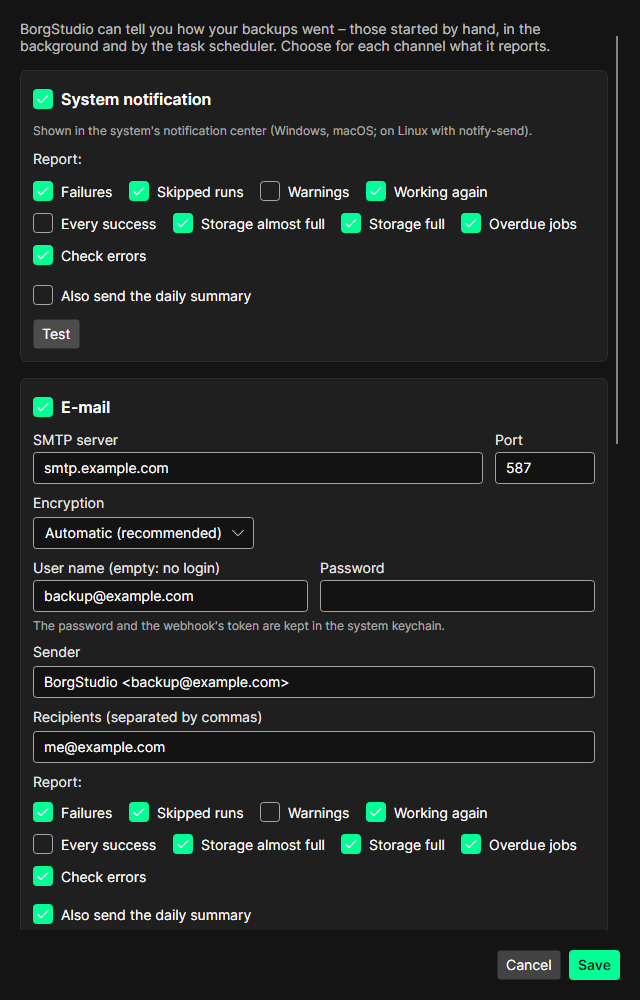 BorgStudio can tell you how your backups went – those started by hand, in the
background and by the task scheduler. Choose for each channel what it reports.
System notification
Shown in the system's notification center (Windows, macOS; on Linux with notify-send).
Report:
Failures Skipped runs Warnings Working again
Every success Storage almost full Storage full Overdue jobs
Check errors
Also send the daily summary
Test
E-mail
SMTP server Port
smtp.example.com 587
Encryption
Automatic (recommended)
User name (empty: no login) Password
backup@example.com
The password and the webhook's token are kept in the system keychain.
Sender
BorgStudio <backup@example.com>
Recipients (separated by commas)
me@example.com
Report:
Failures Skipped runs Warnings Working again
Every success Storage almost full Storage full Overdue jobs
Check errors
Also send the daily summary
Cancel Save